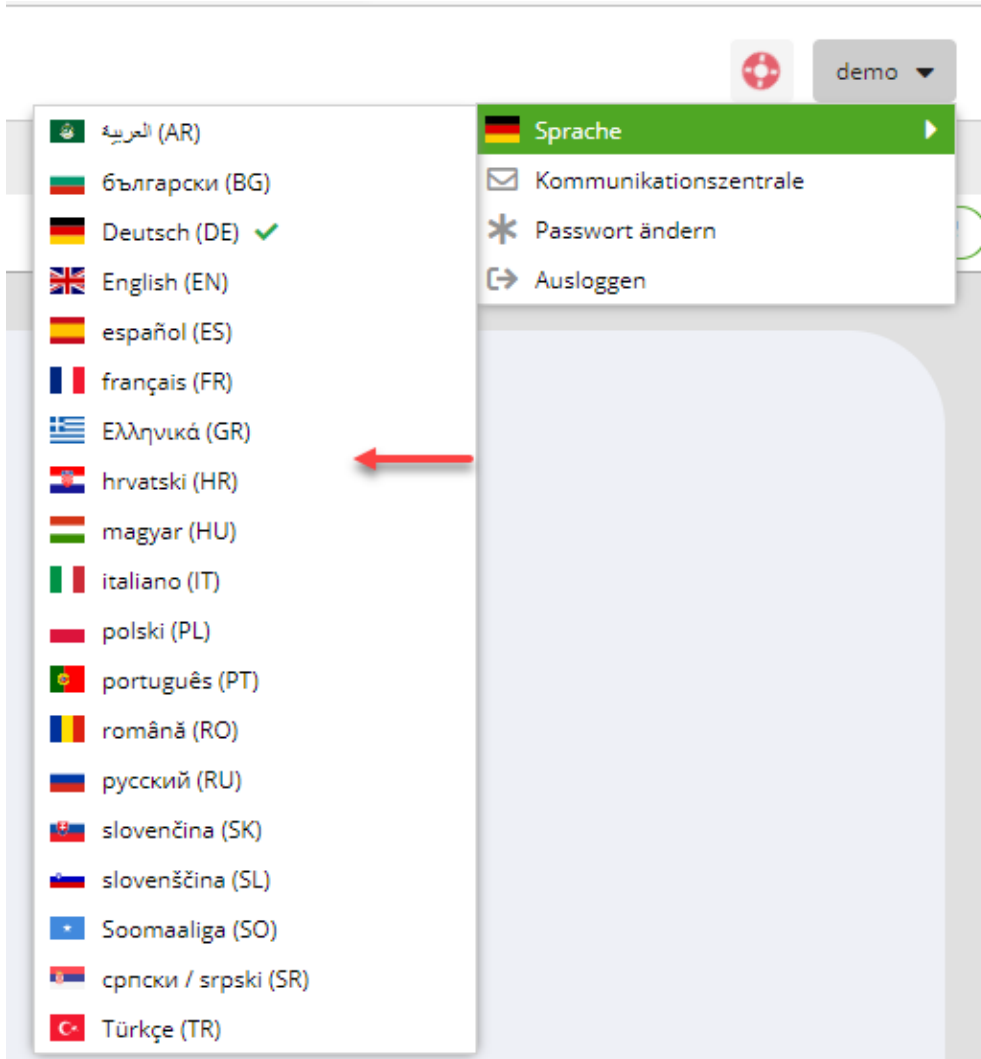 demo
Sprache
Kommunikationszentrale
Passwort ändern
Ausloggen
العربية (AR)
български (BG)
Deutsch (DE)
English (EN)
español (ES)
français (FR)
Ελληνικά (GR)
hrvatski (HR)
magyar (HU)
italiano (IT)
polski (PL)
português (PT)
română (RO)
русский (RU)
slovenčina (SK)
slovenščina (SL)
Soomaaliga (SO)
српски / srpski (SR)
Türkçe (TR)